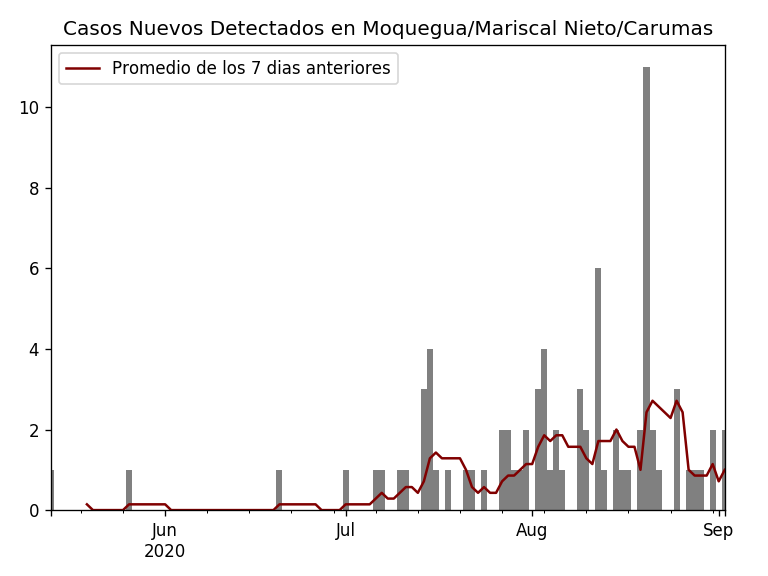 Casos Nuevos Detectados en Moquegua/Mariscal Nieto/Carumas
Promedio de los 7 dias anteriores
10
8
6
4
2
0
Jun Jul Aug Sep
2020